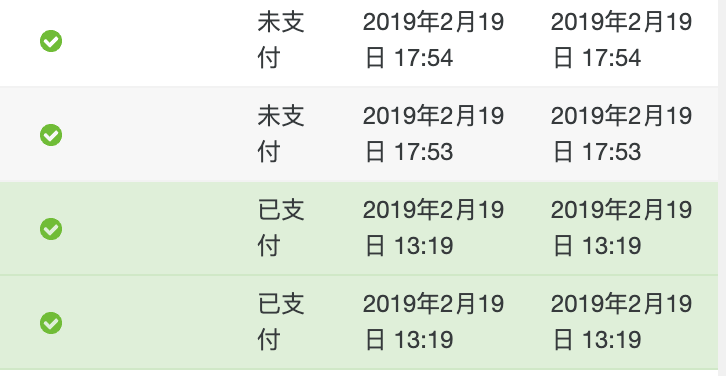 未支 2019年2月19 2019年2月19
付 日 17:54 日 17:54
未支 2019年2月19 2019年2月19
付 日 17:53 日 17:53
已支 2019年2月19 2019年2月19
付 日 13:19 日 13:19
已支 2019年2月19 2019年2月19
付 日 13:19 日 13:19